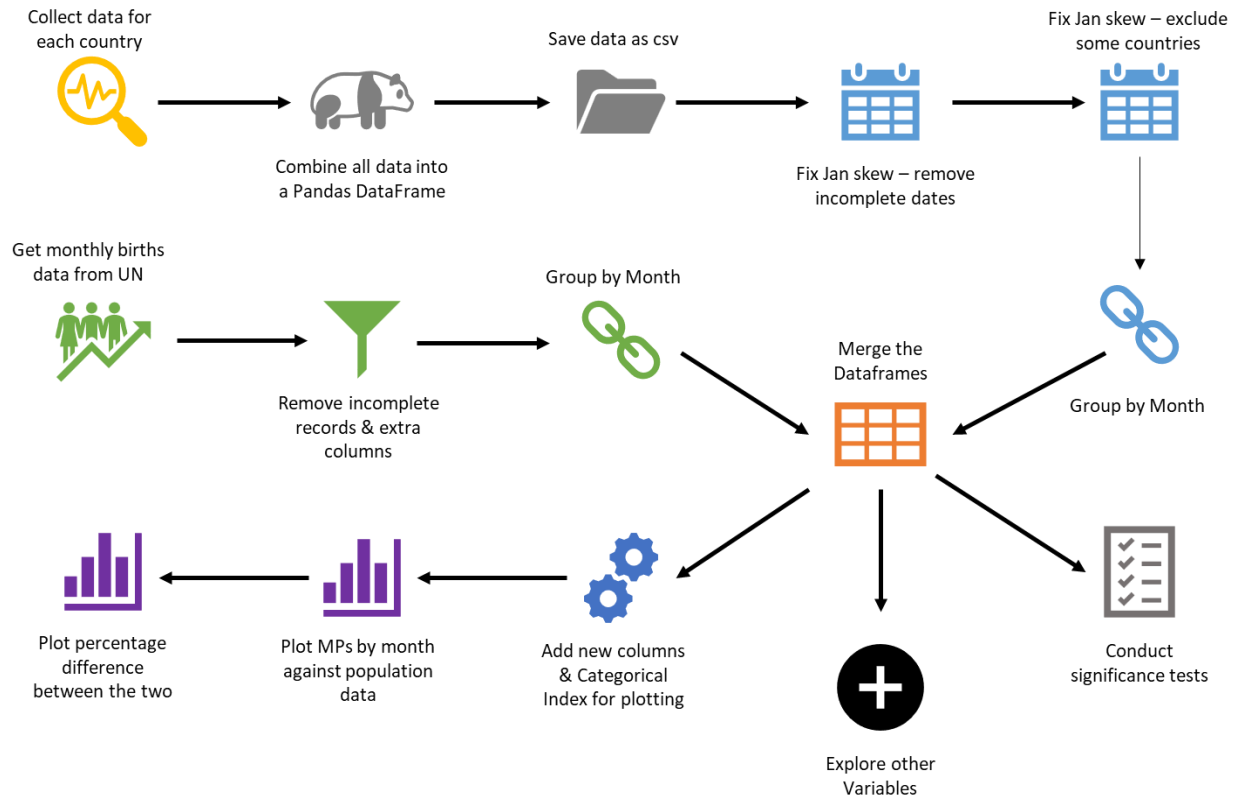 Collect data for
each country
Combine all data into
a Pandas DataFrame
Save data as csv
Fix Jan skew – remove
incomplete dates
Fix Jan skew – exclude
some countries
Get monthly births
data from UN
Remove incomplete
records & extra
columns
Group by Month
Merge the
Dataframes
Group by Month
Plot percentage
difference
between the two
Plot MPs by month
against population
data
Add new columns
& Categorical
Index for plotting
Explore other
Variables
Conduct
significance tests